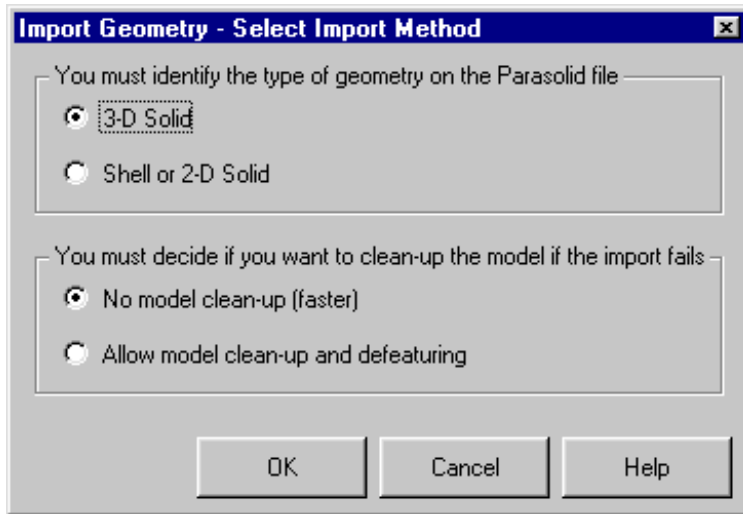 Import Geometry - Select Import Method
You must identify the type of geometry on the Parasolid file
3-D Solid
Shell or 2-D Solid
You must decide if you want to clean-up the model if the import fails
No model clean-up (faster)
Allow model clean-up and defeaturing
OK Cancel Help